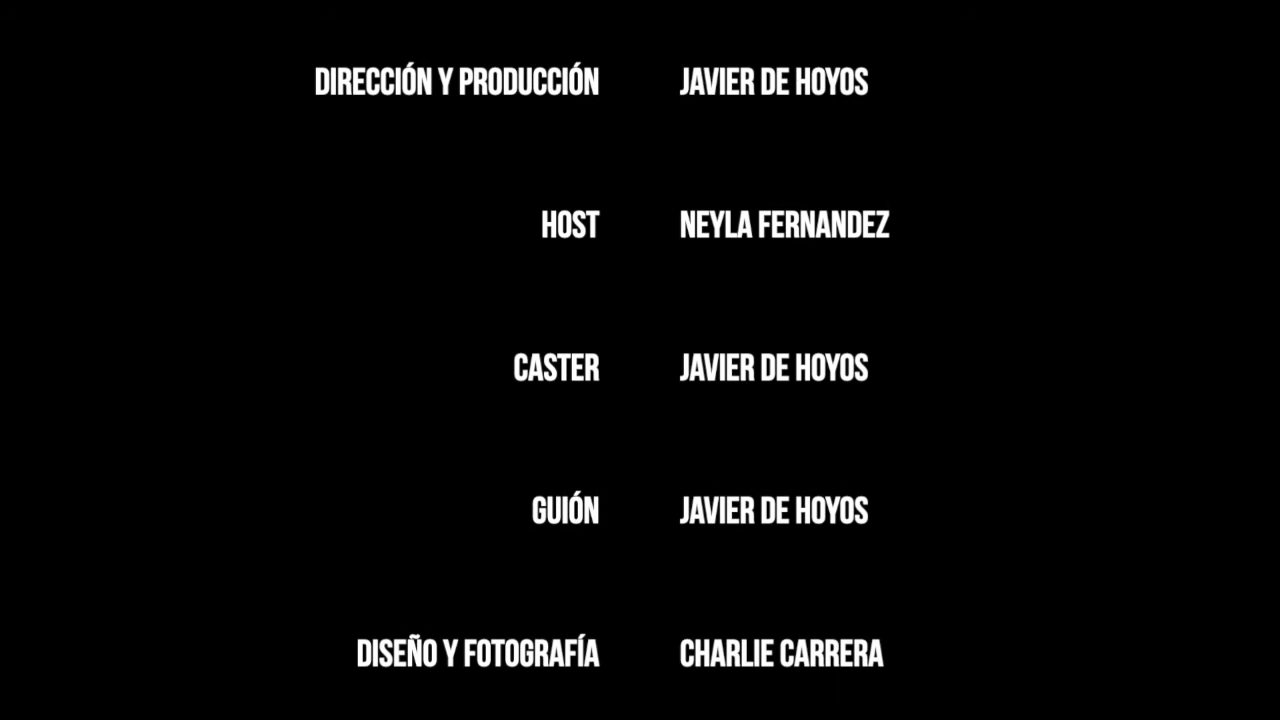 DIRECCIÓN Y PRODUCCIÓN JAVIER DE HOYOS
HOST NEYLA FERNANDEZ
CASTER JAVIER DE HOYOS
GUIÓN JAVIER DE HOYOS
DISEÑO Y FOTOGRAFÍA CHARLIE CARRERA